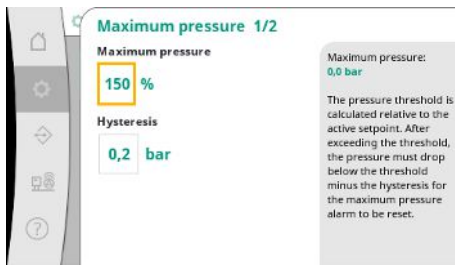 Maximum pressure 1/2
Maximum pressure
150 %
Hysteresis
0,2 bar
Maximum pressure:
0,0 bar
The pressure threshold is
calculated relative to the
active setpoint. After
exceeding the threshold,
the pressure must drop
below the threshold
minus the hysteresis for
the maximum pressure
alarm to be reset.
?